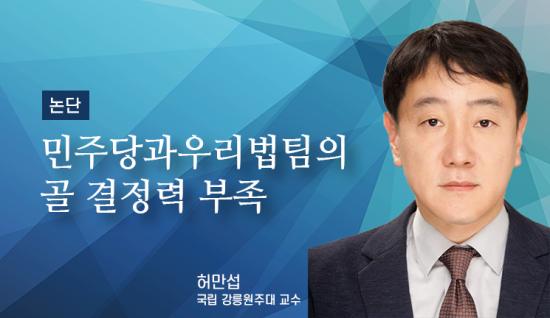 논단
민주당과우리법팀의
골 결정력 부족
허만섭
국립 강릉원주대 교수